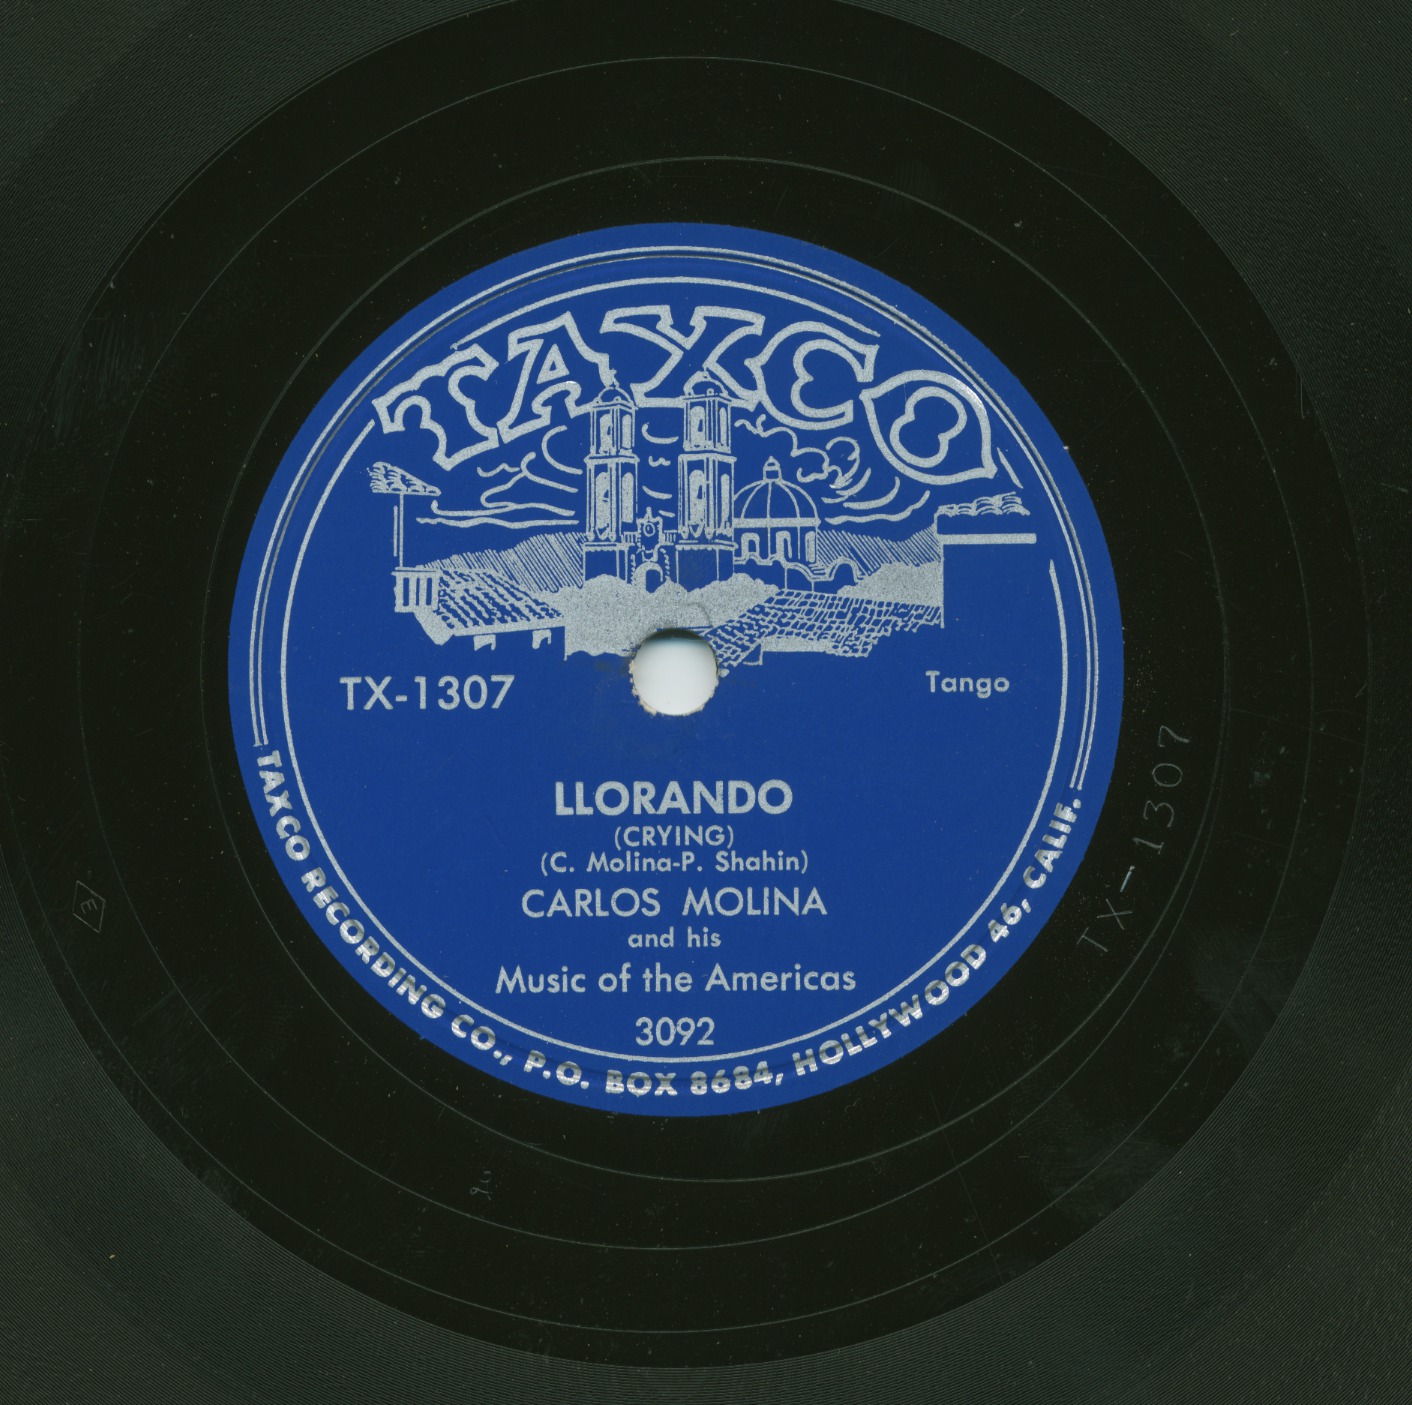 TAXCO
TX-1307
Tango
LLORANDO
(CRYING)
(C. Molina-P. Shahin)
CARLOS MOLINA
and his
Music of the Americas
3092
TAXCO RECORDING CO., P.O. BOX 8684, HOLLYWOOD 46, CALIF.
TX-1307
E